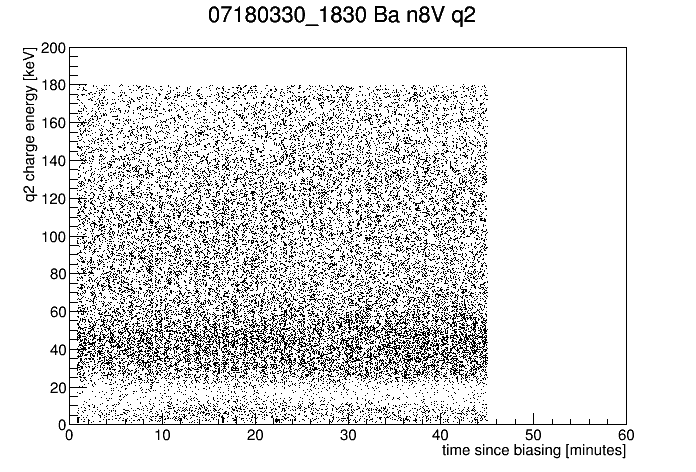 07180330_1830 Ba n8V q2
q2 charge energy [keV]
200
180
160
140
120
100
80
60
40
20
0
0 10 20 30 40 50 60
time since biasing [minutes]